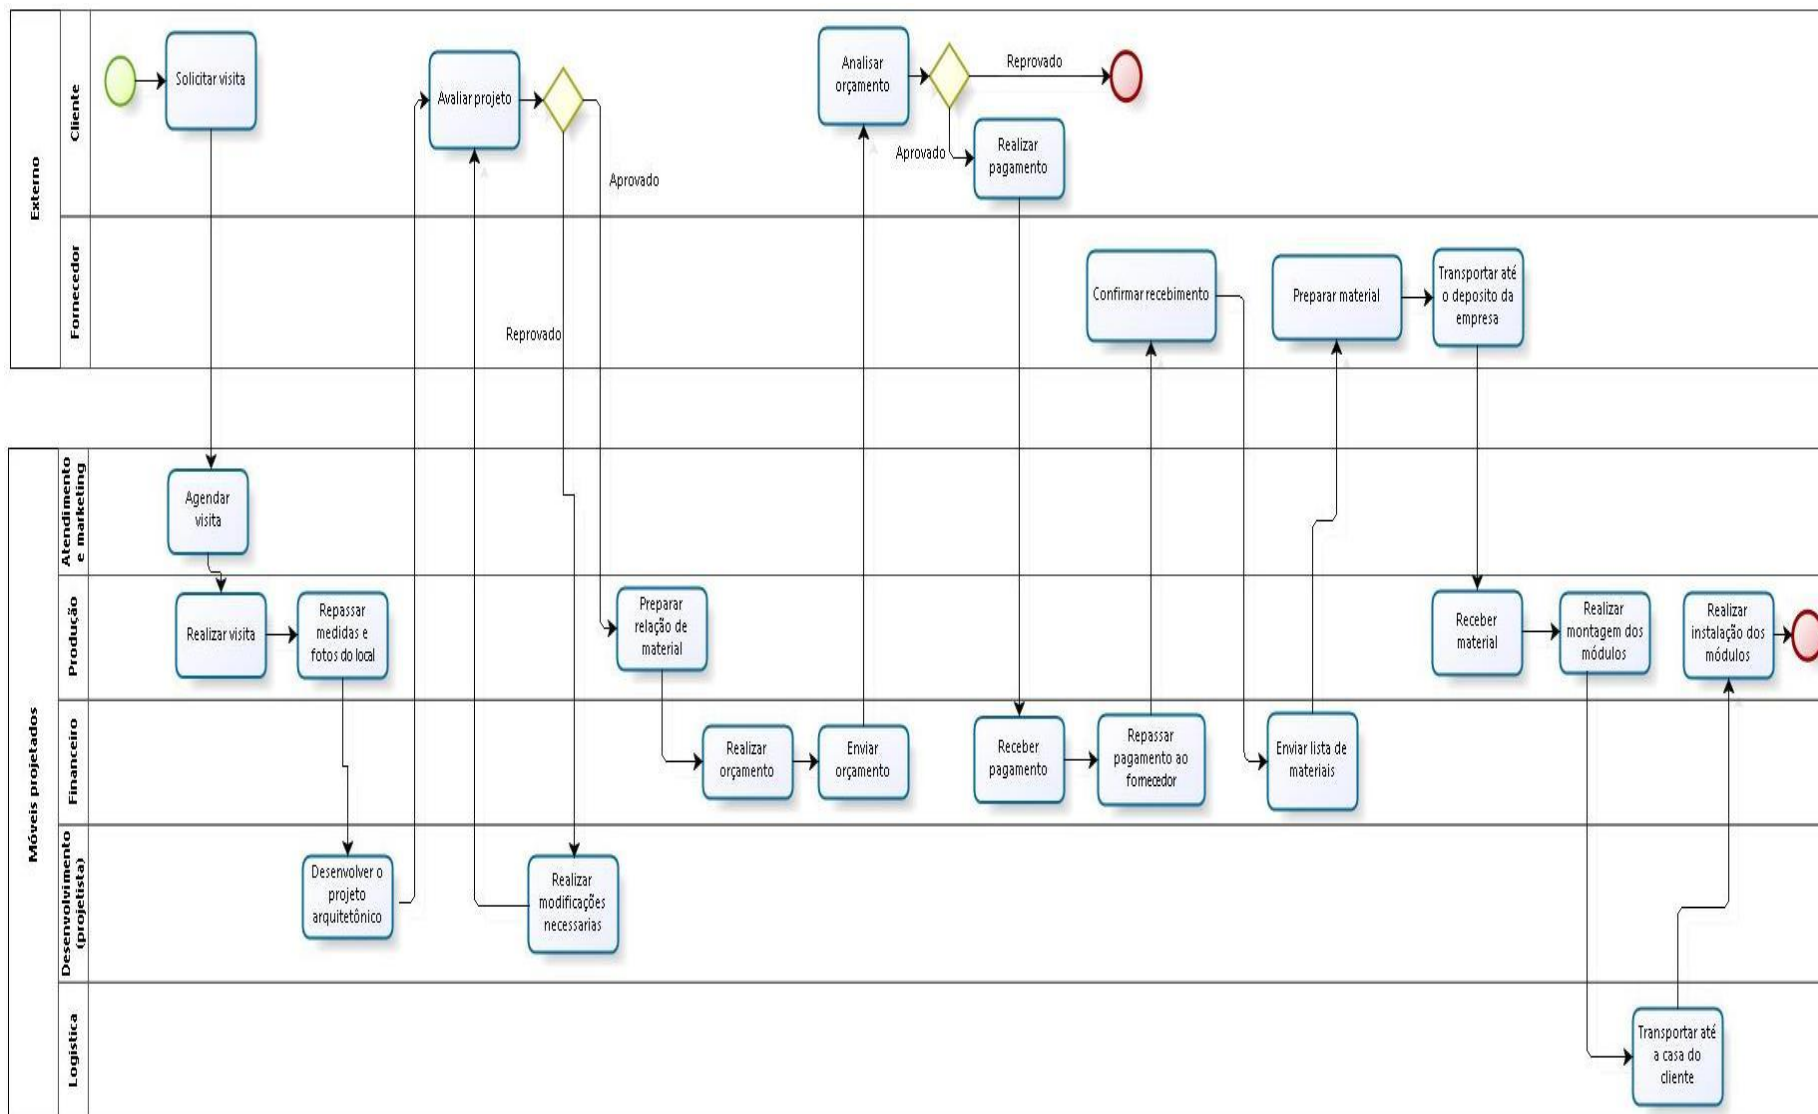 Externo
Cliente
Solicitar visita
Avaliar projeto
Aprovado
Reprovado
Analisar
orçamento
Reprovado
Aprovado
Realizar
pagamento
Fornecedor
Confirmar recebimento
Preparar material
Transportar até
o deposito da
empresa
Móveis projetados
Atendimento
e marketing
Agendar
visita
Produção
Realizar visita
Repassar
medidas e
fotos do local
Preparar
relação de
material
Receber
material
Realizar
montagem dos
módulos
Realizar
instalação dos
módulos
Financeiro
Realizar
orçamento
Enviar
orçamento
Receber
pagamento
Repassar
pagamento ao
fornecedor
Enviar lista de
materiais
Desenvolvimento
(projetista)
Desenvolver o
projeto
arquitetônico
Realizar
modificações
necessarias
Logística
Transportar até
a casa do
cliente